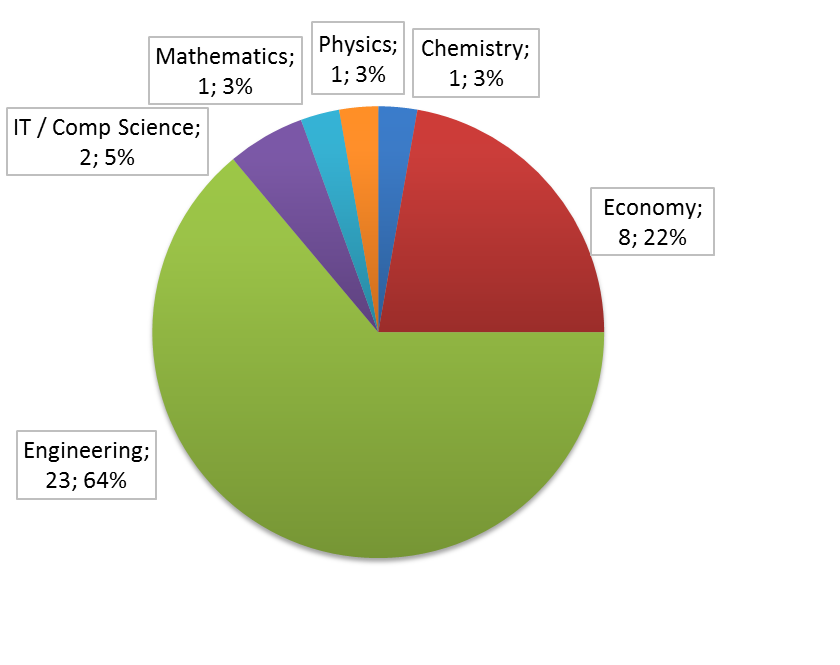 Physics;
1; 3%
Chemistry;
1; 3%
Mathematics;
1; 3%
IT / Comp Science;
2; 5%
Economy;
8; 22%
Engineering;
23; 64%